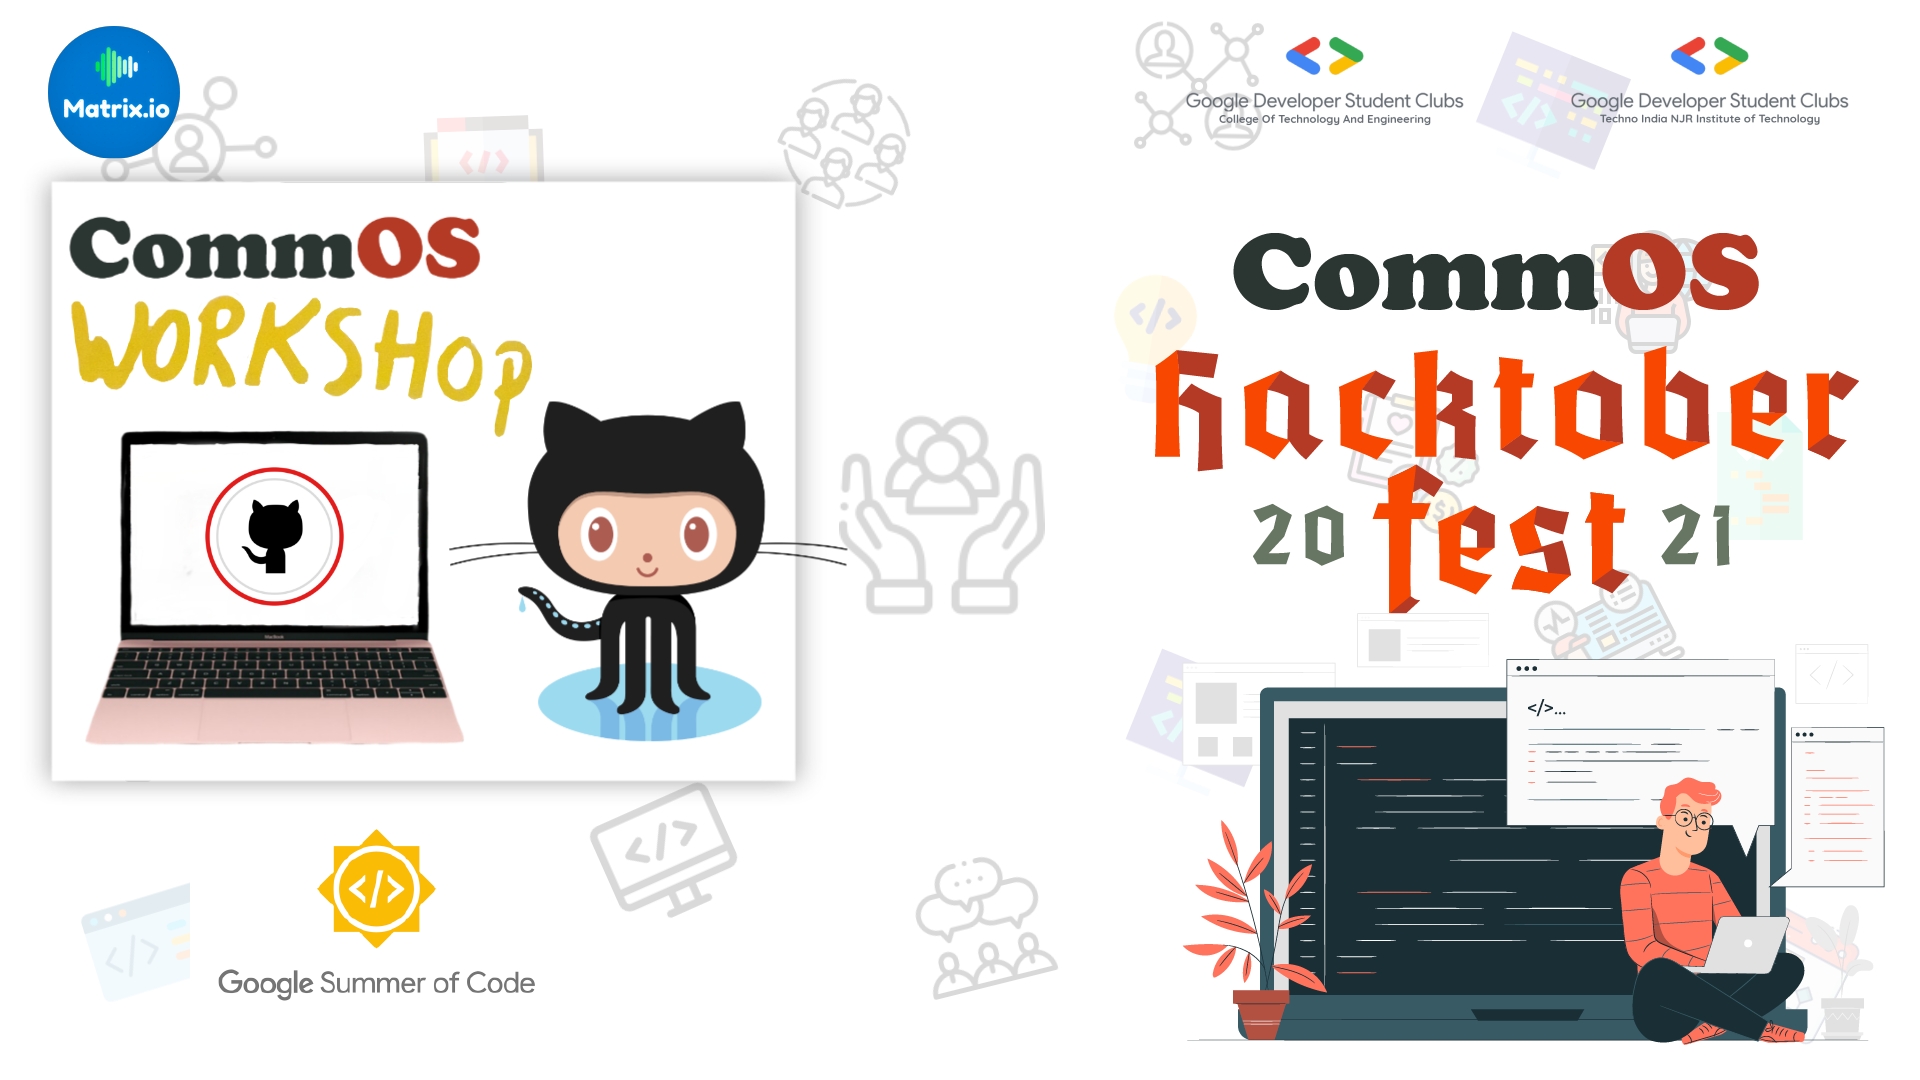 Matrix.io
CommOS
WORKSHOP
MacBook
Google Summer of Code
Google Developer Student Clubs
College Of Technology And Engineering
Google Developer Student Clubs
Techno India NJR Institute of Technology
CommOS
hacktober
20 fest 21
</>...